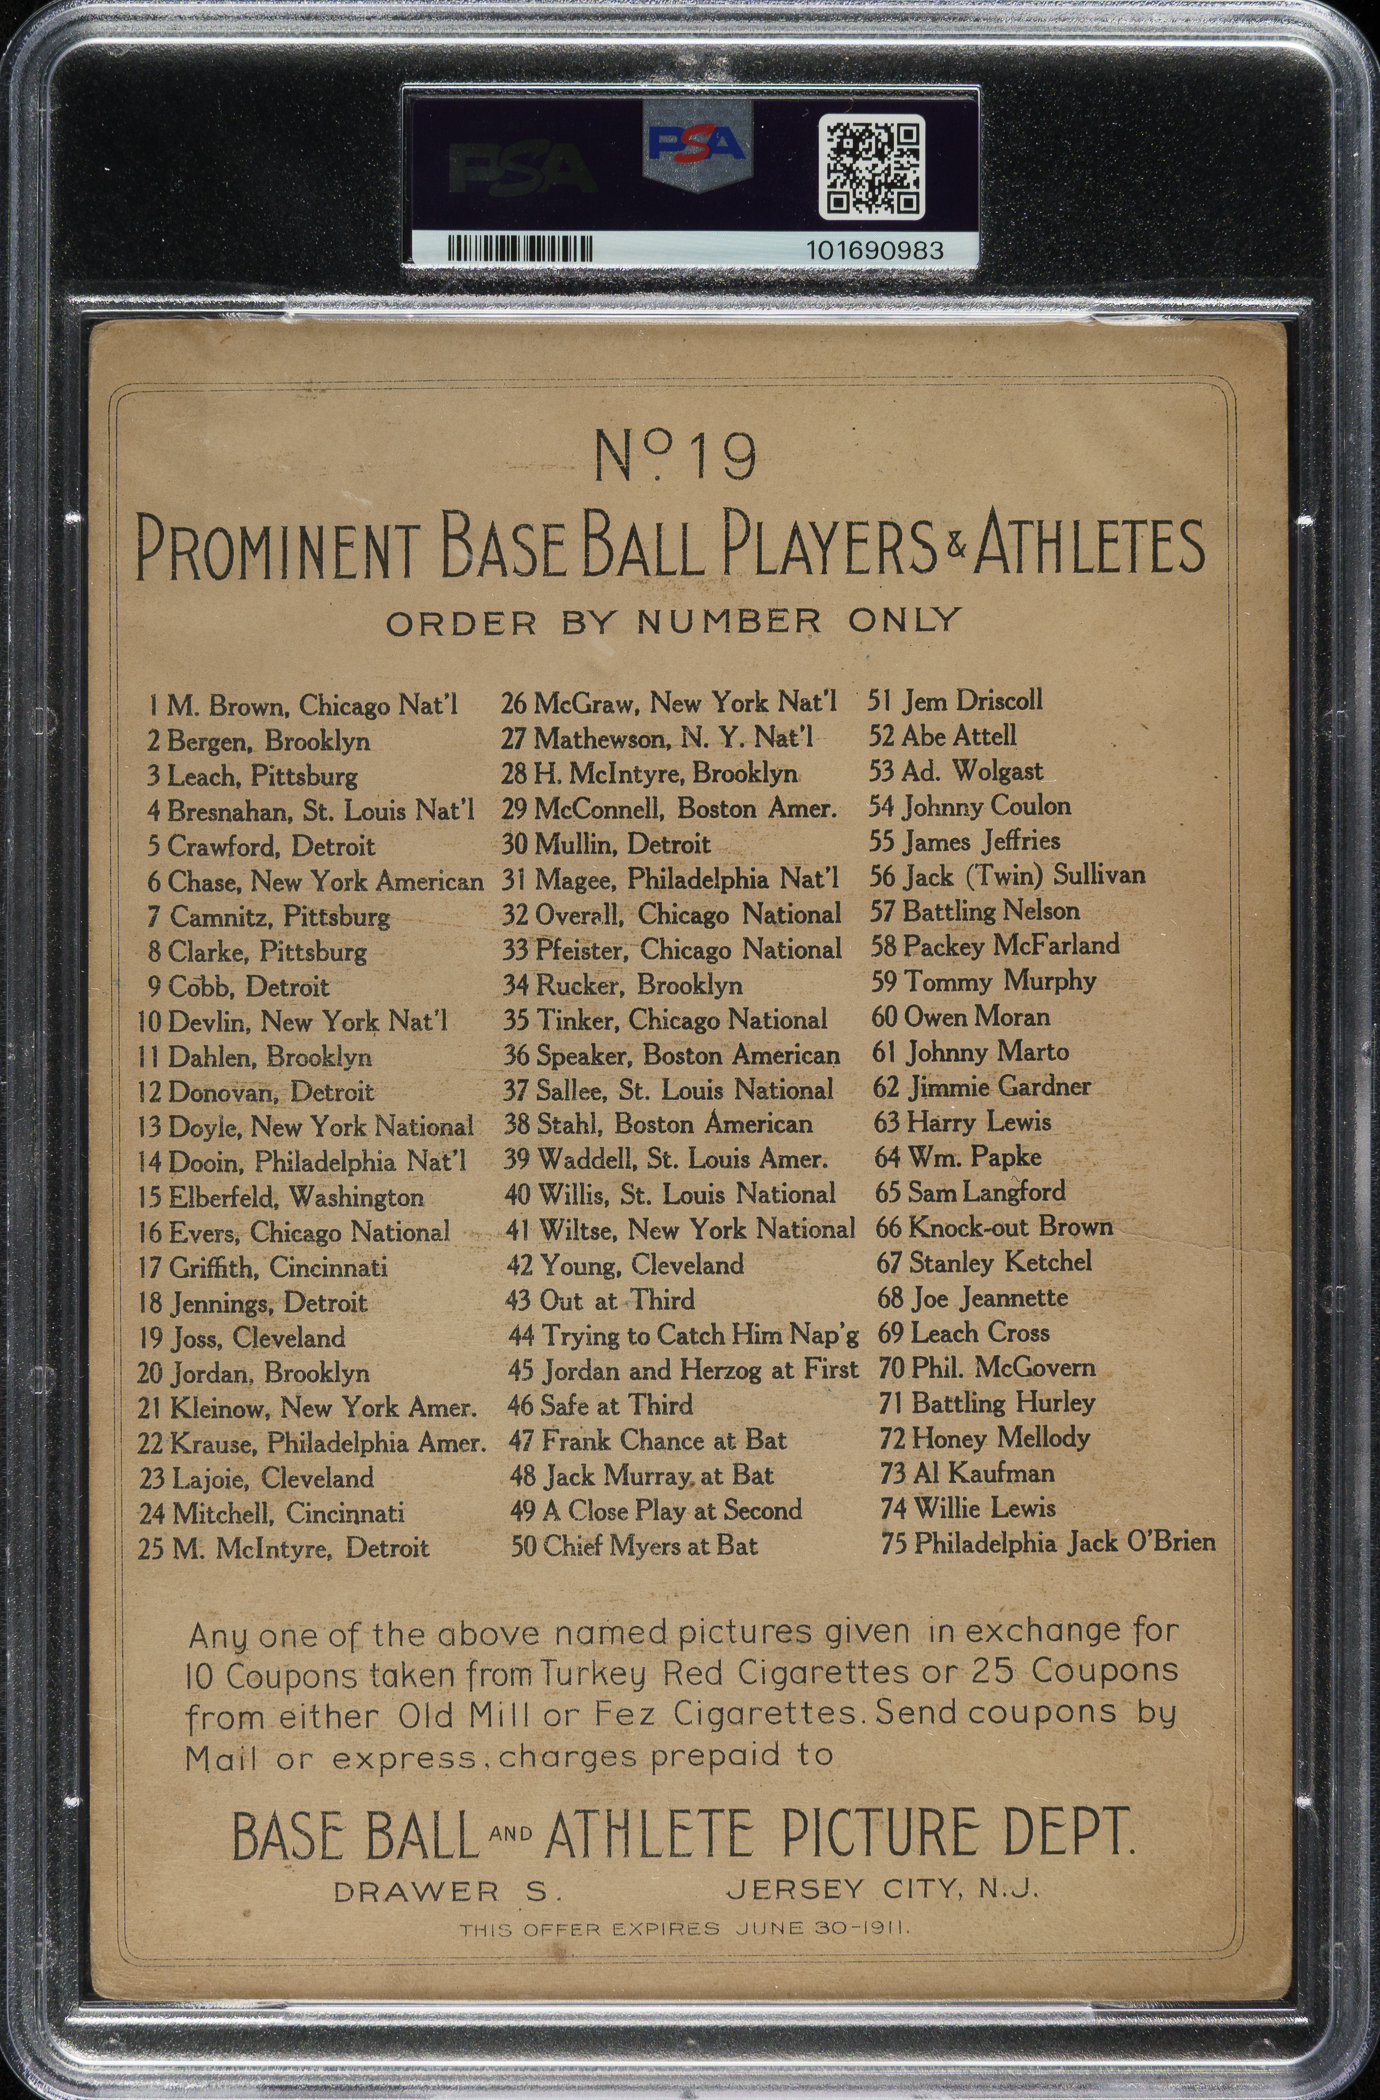 PSA
PSA
101690983
No. 19
PROMINENT BASE BALL PLAYERS & ATHLETES
ORDER BY NUMBER ONLY
1 M. Brown, Chicago Nat'l
2 Bergen, Brooklyn
3 Leach, Pittsburg
4 Bresnahan, St. Louis Nat'l
5 Crawford, Detroit
6 Chase, New York American
7 Camnitz, Pittsburg
8 Clarke, Pittsburg
9 Cobb, Detroit
10 Devlin, New York Nat'l
11 Dahlen, Brooklyn
12 Donovan, Detroit
13 Doyle, New York National
14 Dooin, Philadelphia Nat'l
15 Elberfeld, Washington
16 Evers, Chicago National
17 Griffith, Cincinnati
18 Jennings, Detroit
19 Joss, Cleveland
20 Jordan, Brooklyn
21 Kleinow, New York Amer.
22 Krause, Philadelphia Amer.
23 Lajoie, Cleveland
24 Mitchell, Cincinnati
25 M. McIntyre, Detroit
26 McGraw, New York Nat'l
27 Mathewson, N. Y. Nat'l
28 H. McIntyre, Brooklyn
29 McConnell, Boston Amer.
30 Mullin, Detroit
31 Magee, Philadelphia Nat'l
32 Overall, Chicago National
33 Pfeister, Chicago National
34 Rucker, Brooklyn
35 Tinker, Chicago National
36 Speaker, Boston American
37 Sallee, St. Louis National
38 Stahl, Boston American
39 Waddell, St. Louis Amer.
40 Willis, St. Louis National
41 Wiltse, New York National
42 Young, Cleveland
43 Out at Third
44 Trying to Catch Him Nap'g
45 Jordan and Herzog at First
46 Safe at Third
47 Frank Chance at Bat
48 Jack Murray at Bat
49 A Close Play at Second
50 Chief Myers at Bat
51 Jem Driscoll
52 Abe Attell
53 Ad. Wolgast
54 Johnny Coulon
55 James Jeffries
56 Jack (Twin) Sullivan
57 Battling Nelson
58 Packey McFarland
59 Tommy Murphy
60 Owen Moran
61 Johnny Marto
62 Jimmie Gardner
63 Harry Lewis
64 Wm. Papke
65 Sam Langford
66 Knock-out Brown
67 Stanley Ketchel
68 Joe Jeannette
69 Leach Cross
70 Phil. McGovern
71 Battling Hurley
72 Honey Mellody
73 Al Kaufman
74 Willie Lewis
75 Philadelphia Jack O'Brien
Any one of the above named pictures given in exchange for
10 Coupons taken from Turkey Red Cigarettes or 25 Coupons
from either Old Mill or Fez Cigarettes. Send coupons by
Mail or express, charges prepaid to
BASE BALL AND ATHLETE PICTURE DEPT.
DRAWER S. JERSEY CITY, N.J.
THIS OFFER EXPIRES JUNE 30-1911.